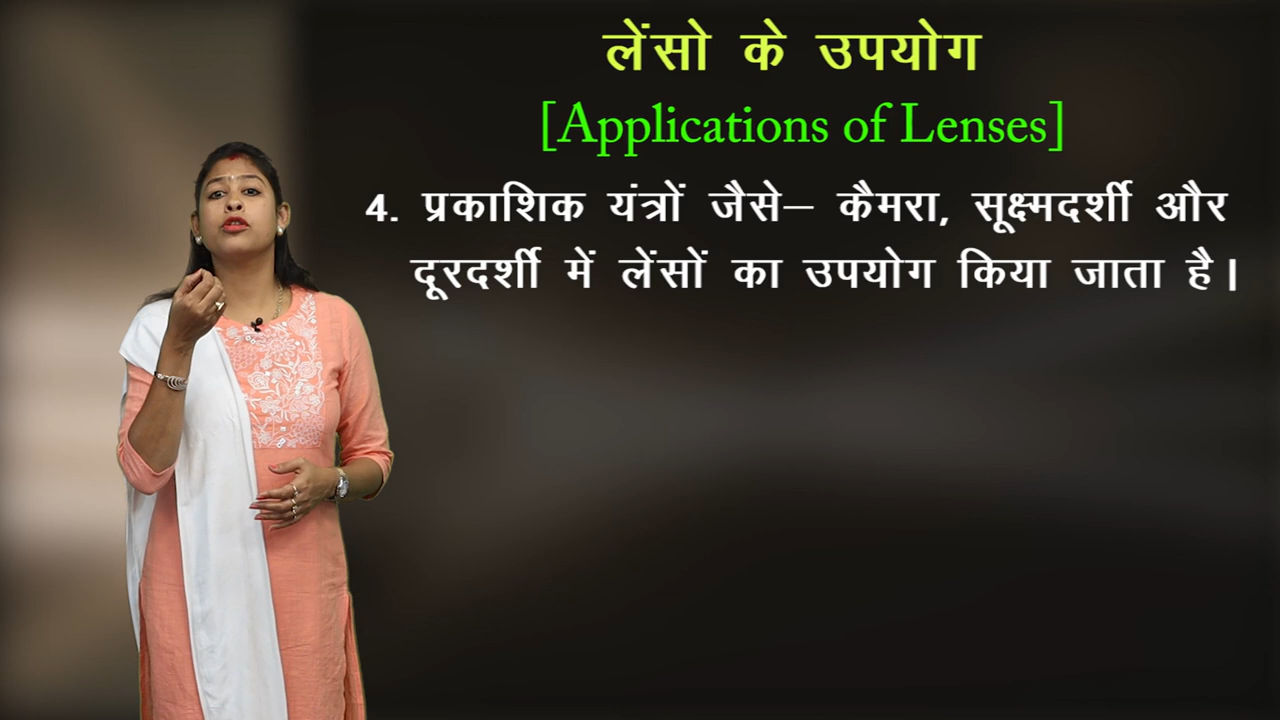 लेंसो के उपयोग
[Applications of Lenses]
4. प्रकाशिक यंत्रों जैसे– कैमरा, सूक्ष्मदर्शी और
दूरदर्शी में लेंसों का उपयोग किया जाता है।